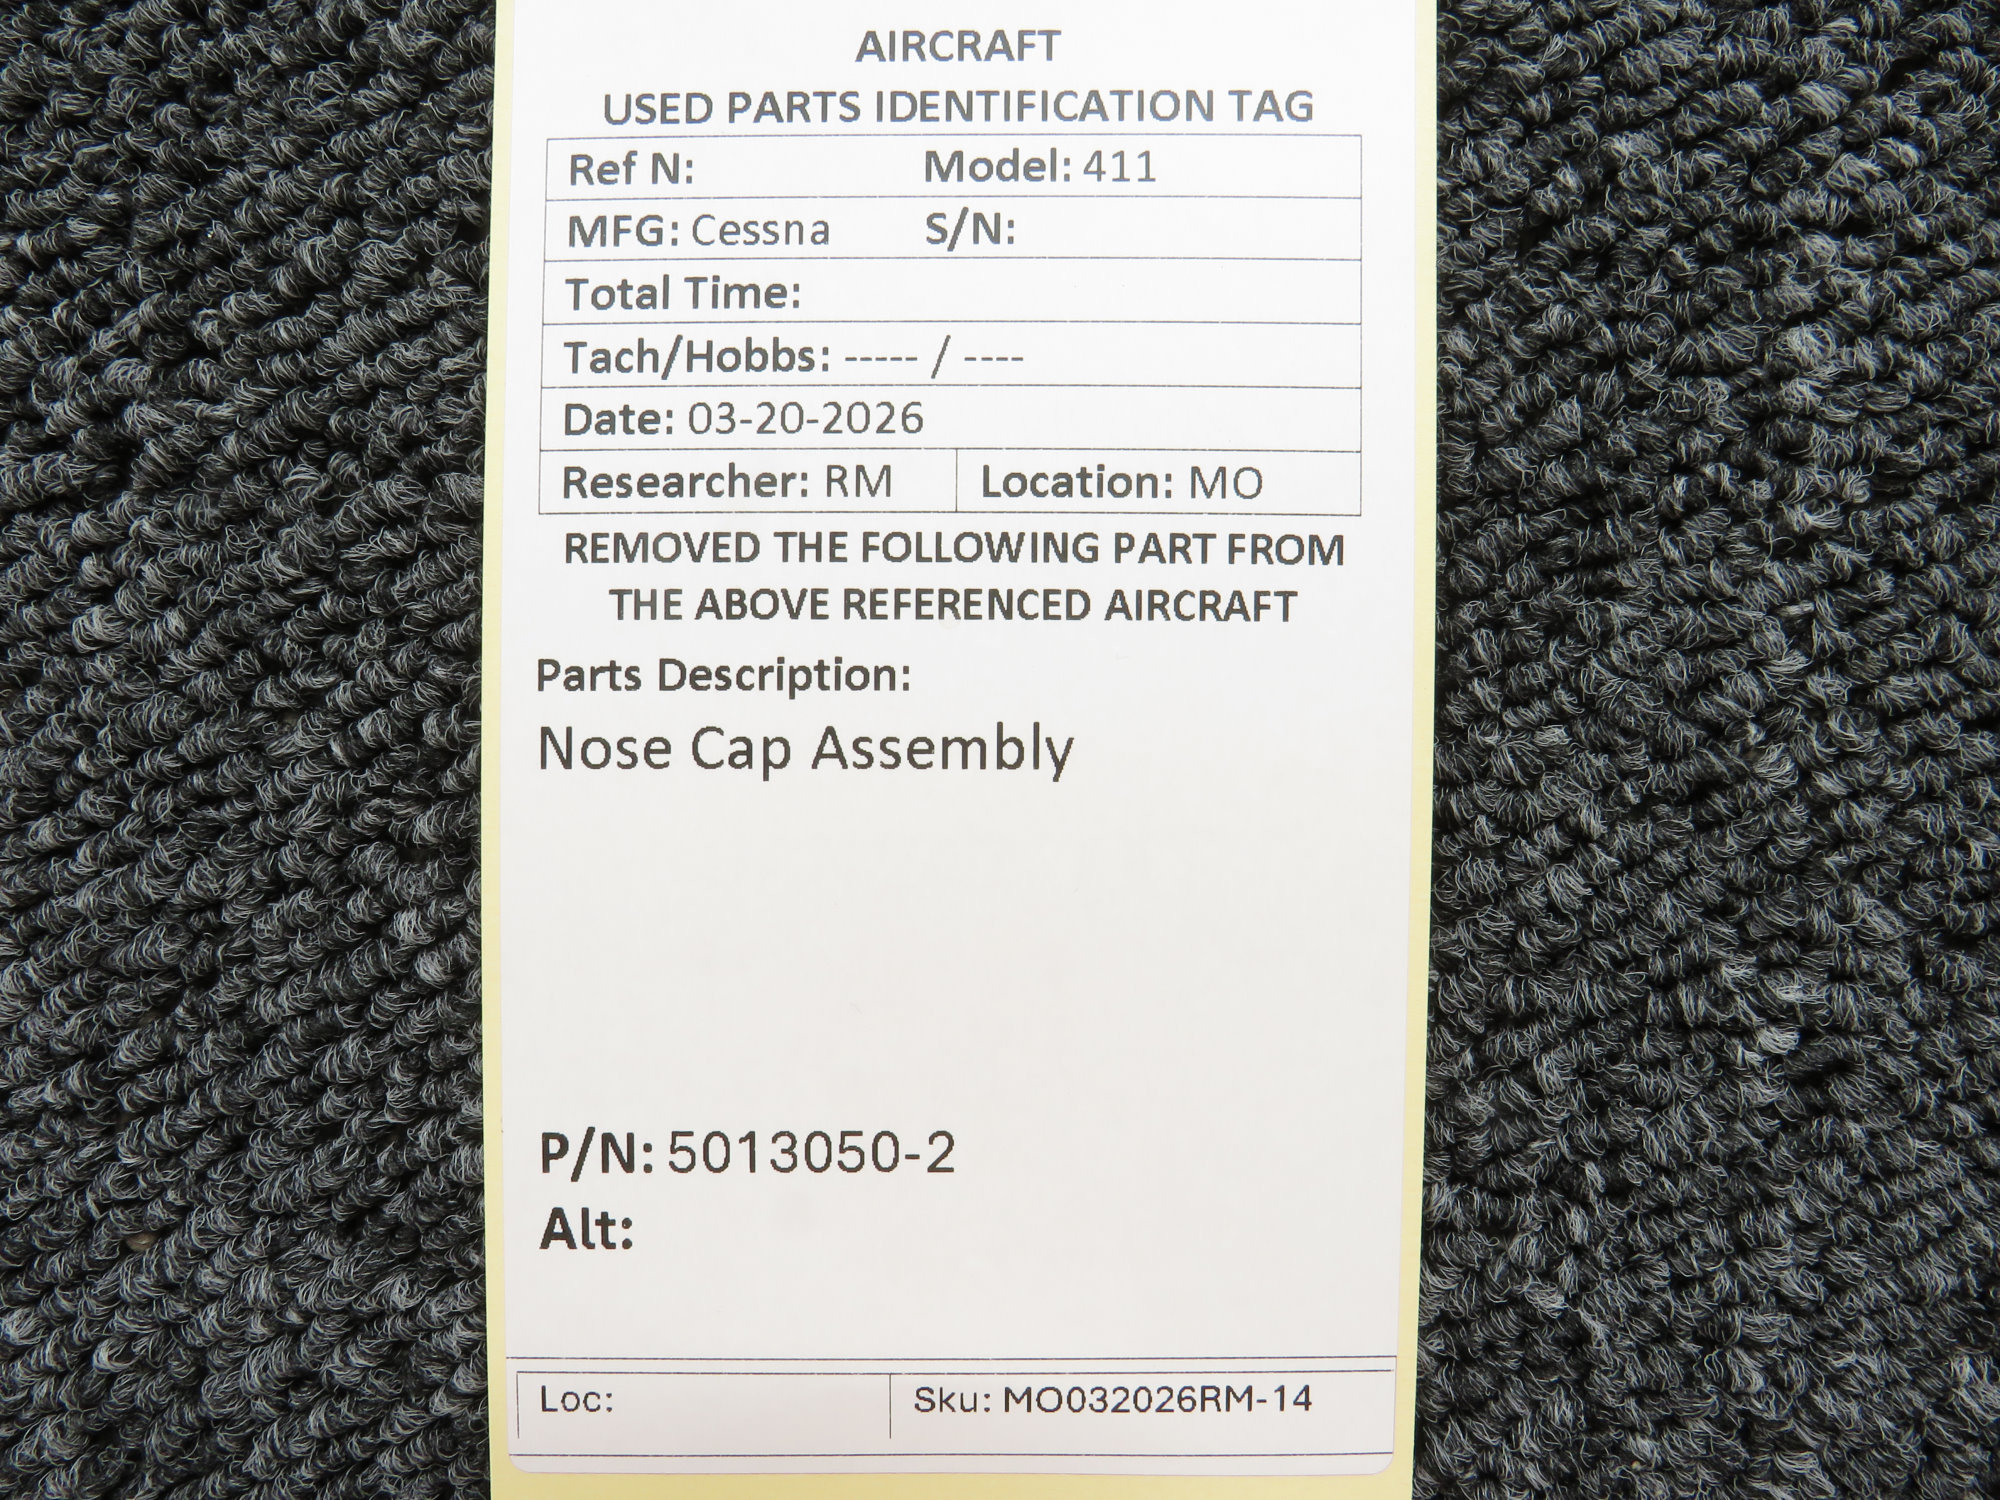 AIRCRAFT
USED PARTS IDENTIFICATION TAG
Ref N: Model: 411
MFG: Cessna S/N:
Total Time:
Tach/Hobbs: ----- / ----
Date: 03-20-2026
Researcher: RM Location: MO
REMOVED THE FOLLOWING PART FROM
THE ABOVE REFERENCED AIRCRAFT
Parts Description:
Nose Cap Assembly
P/N: 5013050-2
Alt:
Loc: Sku: MO032026RM-14